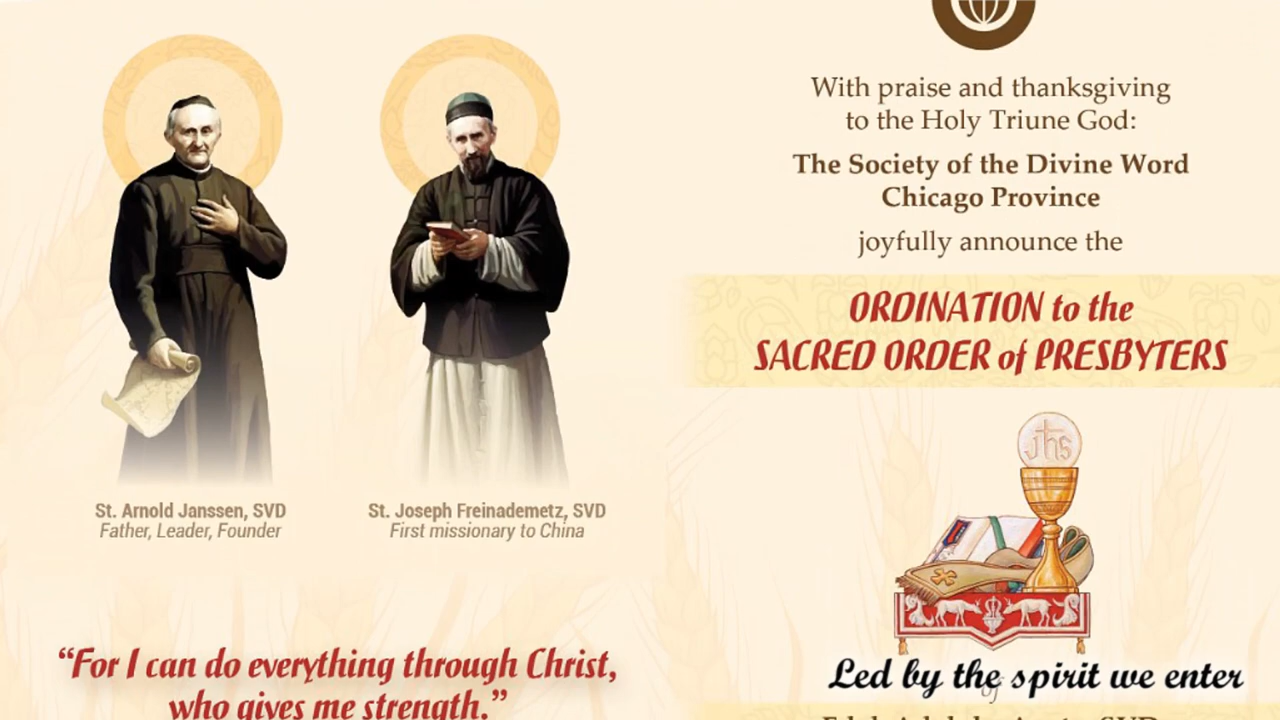 St. Arnold Janssen, SVD
Father, Leader, Founder
St. Joseph Freinademetz, SVD
First missionary to China
“For I can do everything through Christ,
who gives me strength.”
With praise and thanksgiving
to the Holy Triune God:
The Society of the Divine Word
Chicago Province
joyfully announce the
ORDINATION to the
SACRED ORDER of PRESBYTERS
jhs
Led by the spirit we enter
of